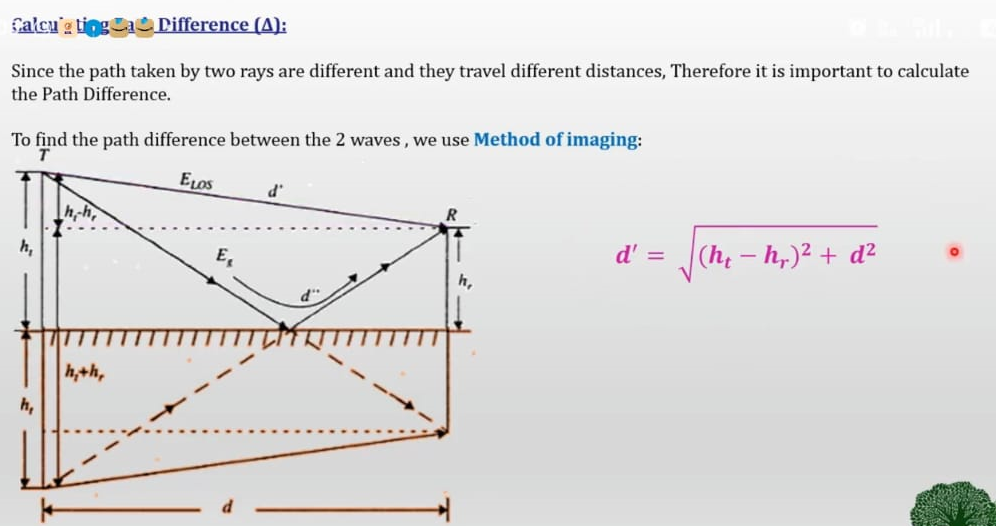 Difference (Δ):
Since the path taken by two rays are different and they travel different distances, Therefore it is important to calculate
the Path Difference.
To find the path difference between the 2 waves , we use Method of imaging:
T
E_LOS
d'
h_t-h_r
R
h_t
E_g
d' = √(h_t − h_r)² + d²
h_r
d''
h_t+h_r
h_t
d